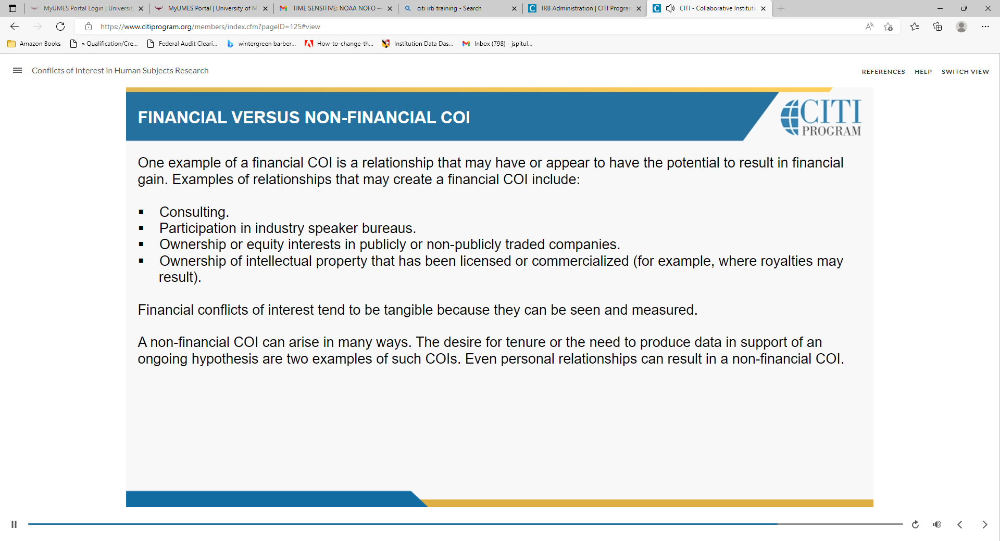 MyUMES Portal Login | Universit
MyUMES Portal | University of M
TIME SENSITIVE: NOAA NOFO —
citi irb training - Search
IRB Administration | CITI Program
CITI - Collaborative Instituti
https://www.citiprogram.org/members/index.cfm?pageID=125#view
Amazon Books
» Qualification/Cre...
Federal Audit Cleari...
wintergreen barber...
How-to-change-th...
Institution Data Das...
Inbox (798) - jspitul...
Conflicts of Interest in Human Subjects Research
REFERENCES
HELP
SWITCH VIEW
FINANCIAL VERSUS NON-FINANCIAL COI
CITI
PROGRAM
One example of a financial COI is a relationship that may have or appear to have the potential to result in financial
gain. Examples of relationships that may create a financial COI include:
▪ Consulting.
▪ Participation in industry speaker bureaus.
▪ Ownership or equity interests in publicly or non-publicly traded companies.
▪ Ownership of intellectual property that has been licensed or commercialized (for example, where royalties may
result).
Financial conflicts of interest tend to be tangible because they can be seen and measured.
A non-financial COI can arise in many ways. The desire for tenure or the need to produce data in support of an
ongoing hypothesis are two examples of such COIs. Even personal relationships can result in a non-financial COI.